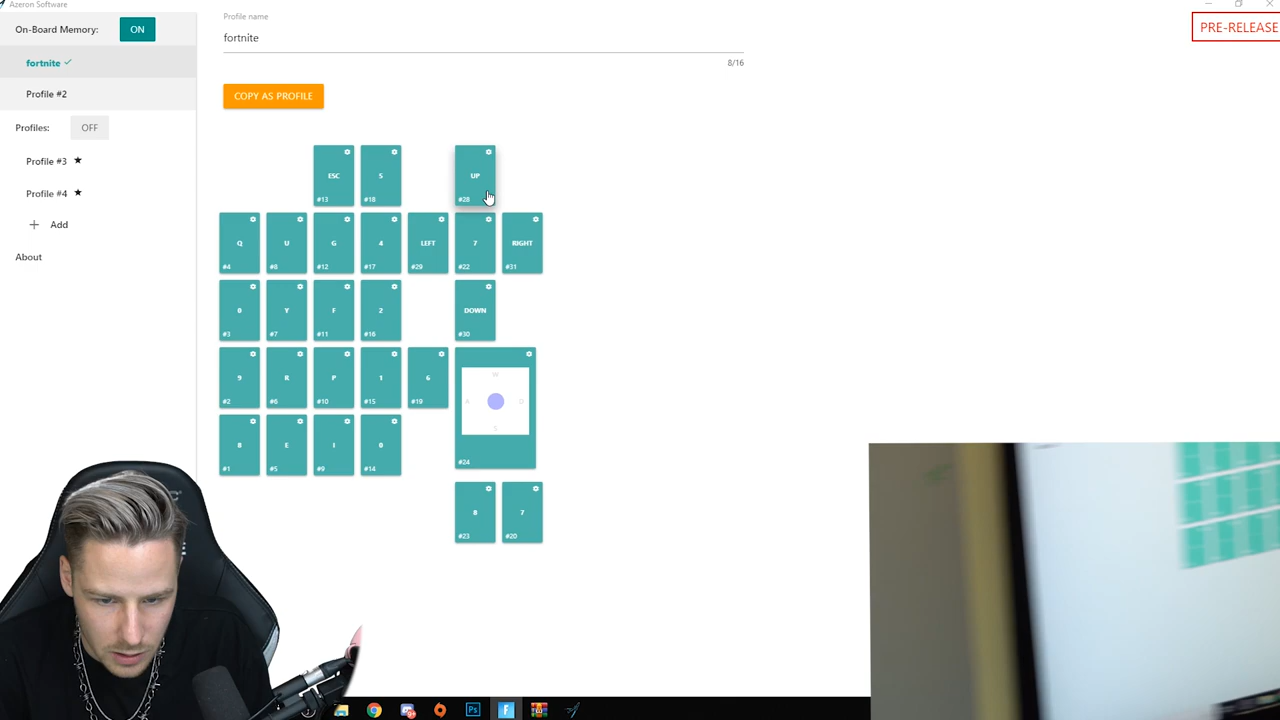 Azeron Software
On-Board Memory: ON
fortnite
Profile #2
Profiles: OFF
Profile #3
Profile #4
Add
About
Profile name
fortnite
8/16
COPY AS PROFILE
PRE-RELEASE
ESC 5 UP
#13 #18 #28
Q U G 4 LEFT 7 RIGHT
#4 #8 #12 #17 #29 #22 #31
0 Y F 2 DOWN
#3 #7 #11 #16 #30
W
9 R P 1 6 A D
#2 #6 #10 #15 #19
S
8 E I 0
#1 #5 #9 #14 #24
8 7
#23 #20